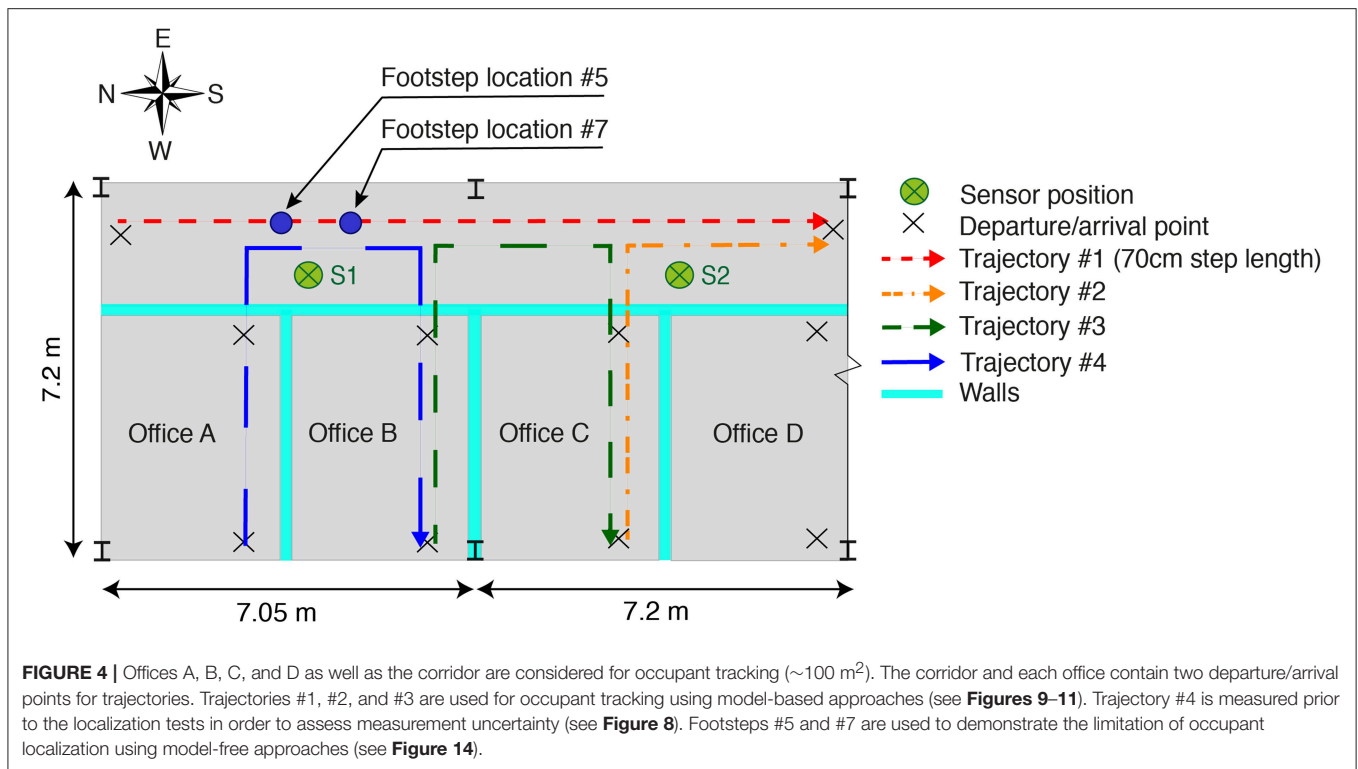 E
N
S
W
Footstep location #5
Footstep location #7
S1
S2
Sensor position
Departure/arrival point
Trajectory #1 (70cm step length)
Trajectory #2
Trajectory #3
Trajectory #4
Walls
7.2 m
Office A
Office B
Office C
Office D
7.05 m
7.2 m
FIGURE 4 | Offices A, B, C, and D as well as the corridor are considered for occupant tracking (∼100 m²). The corridor and each office contain two departure/arrival
points for trajectories. Trajectories #1, #2, and #3 are used for occupant tracking using model-based approaches (see Figures 9–11). Trajectory #4 is measured prior
to the localization tests in order to assess measurement uncertainty (see Figure 8). Footsteps #5 and #7 are used to demonstrate the limitation of occupant
localization using model-free approaches (see Figure 14).